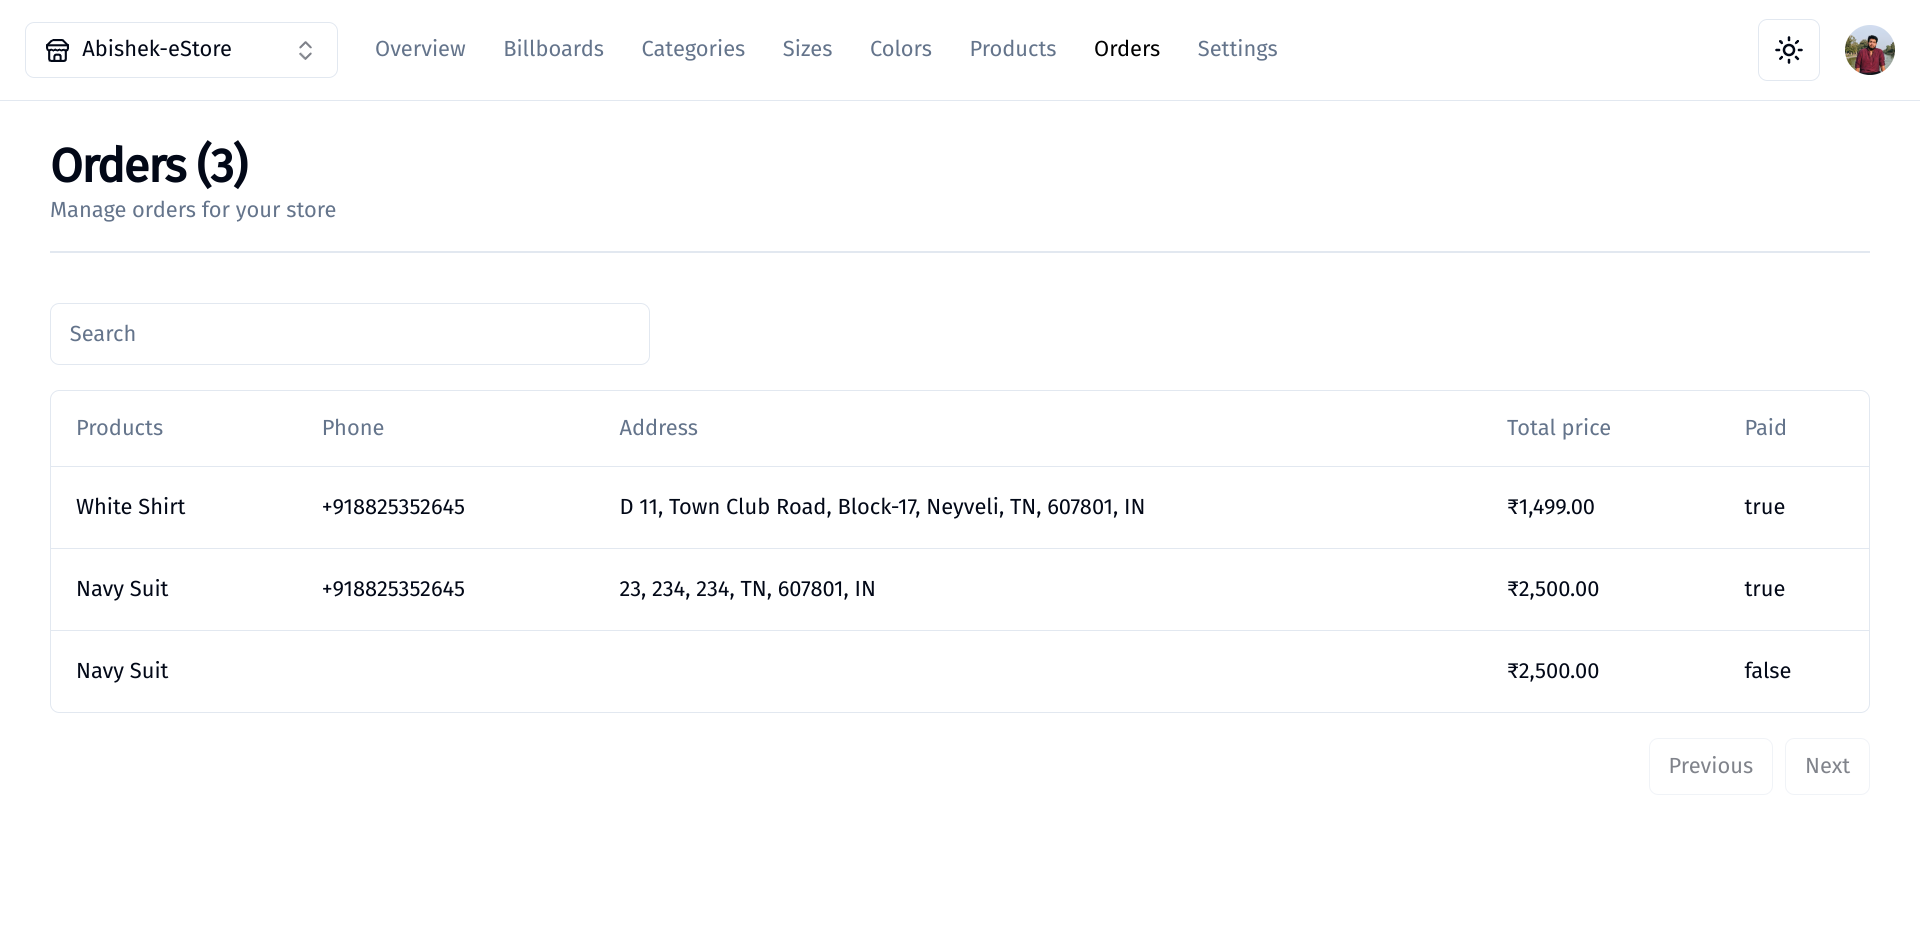 Abishek-eStore Overview Billboards Categories Sizes Colors Products Orders Settings
Orders (3)
Manage orders for your store
Search
Products Phone Address Total price Paid
White Shirt +918825352645 D 11, Town Club Road, Block-17, Neyveli, TN, 607801, IN ₹1,499.00 true
Navy Suit +918825352645 23, 234, 234, TN, 607801, IN ₹2,500.00 true
Navy Suit ₹2,500.00 false
Previous Next